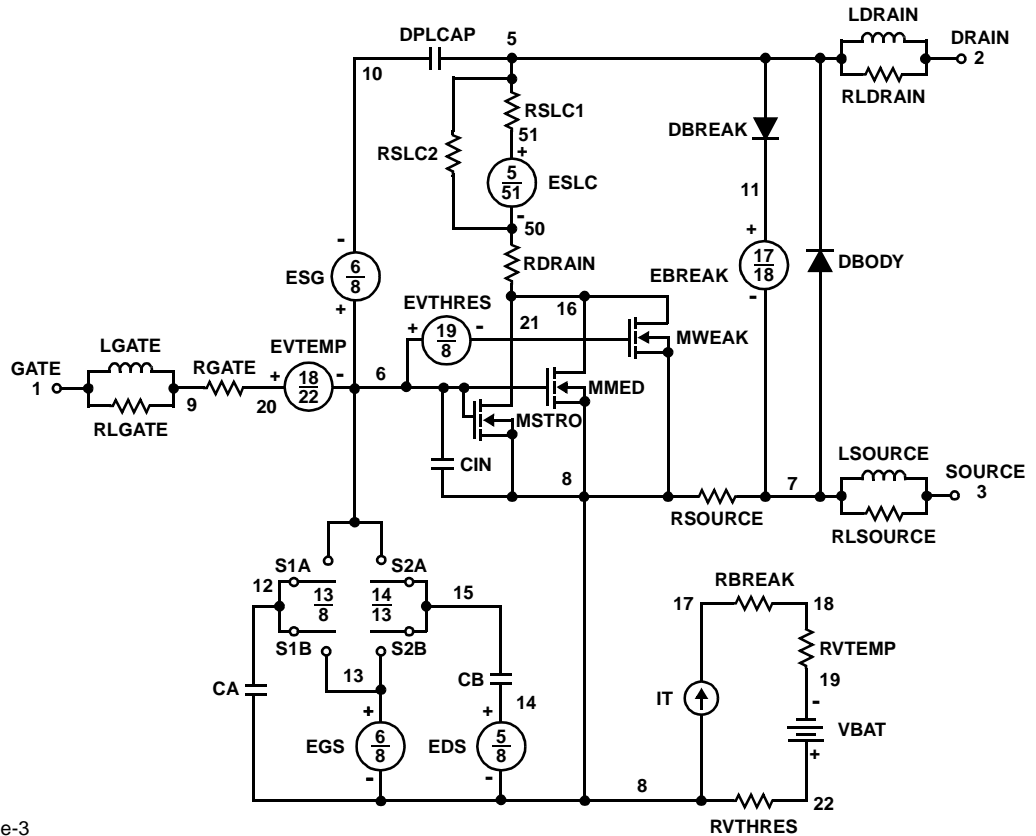 LDRAIN
DPLCAP 5 DRAIN
10 2
RLDRAIN
RSLC1
51
DBREAK
RSLC2
+
5
51
ESLC
11
-
50
+
-
RDRAIN
17
18
EBREAK
DBODY
ESG
6
8
+
EVTHRES
16
-
+ 19 - 21
8
MWEAK
LGATE
EVTEMP
GATE
RGATE
+ 18 - 6
22
MMED
1
9 20
MSTRO
RLGATE
LSOURCE
CIN
8 7 SOURCE
3
RSOURCE
RLSOURCE
S1A S2A
12 13 14 15
8 13
RBREAK
17 18
S1B S2B
RVTEMP
13
CA CB
19
14
IT
-
+ +
VBAT
EGS 6 EDS 5
8 8
+
- -
8
22
RVTHRES
e-3